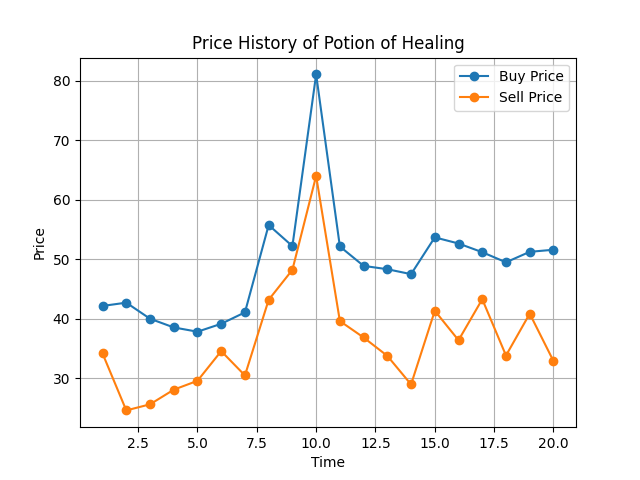 Price History of Potion of Healing
Buy Price
Sell Price
80
70
60
50
40
30
Price
2.5 5.0 7.5 10.0 12.5 15.0 17.5 20.0
Time